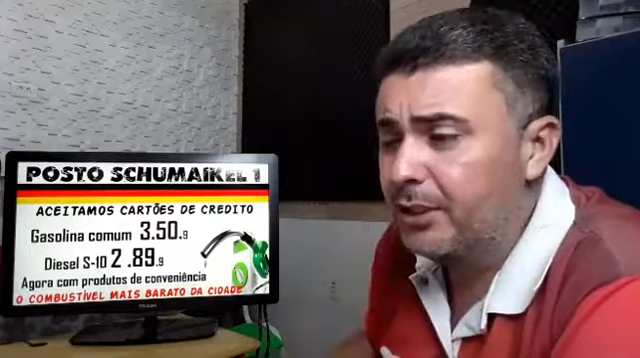 POSTO SCHUMAIKEL 1
ACEITAMOS CARTÕES DE CREDITO
Gasolina comum 3.50.9
Diesel S-10 2.89.9
Agora com produtos de conveniência
O COMBUSTÍVEL MAIS BARATO DA CIDADE